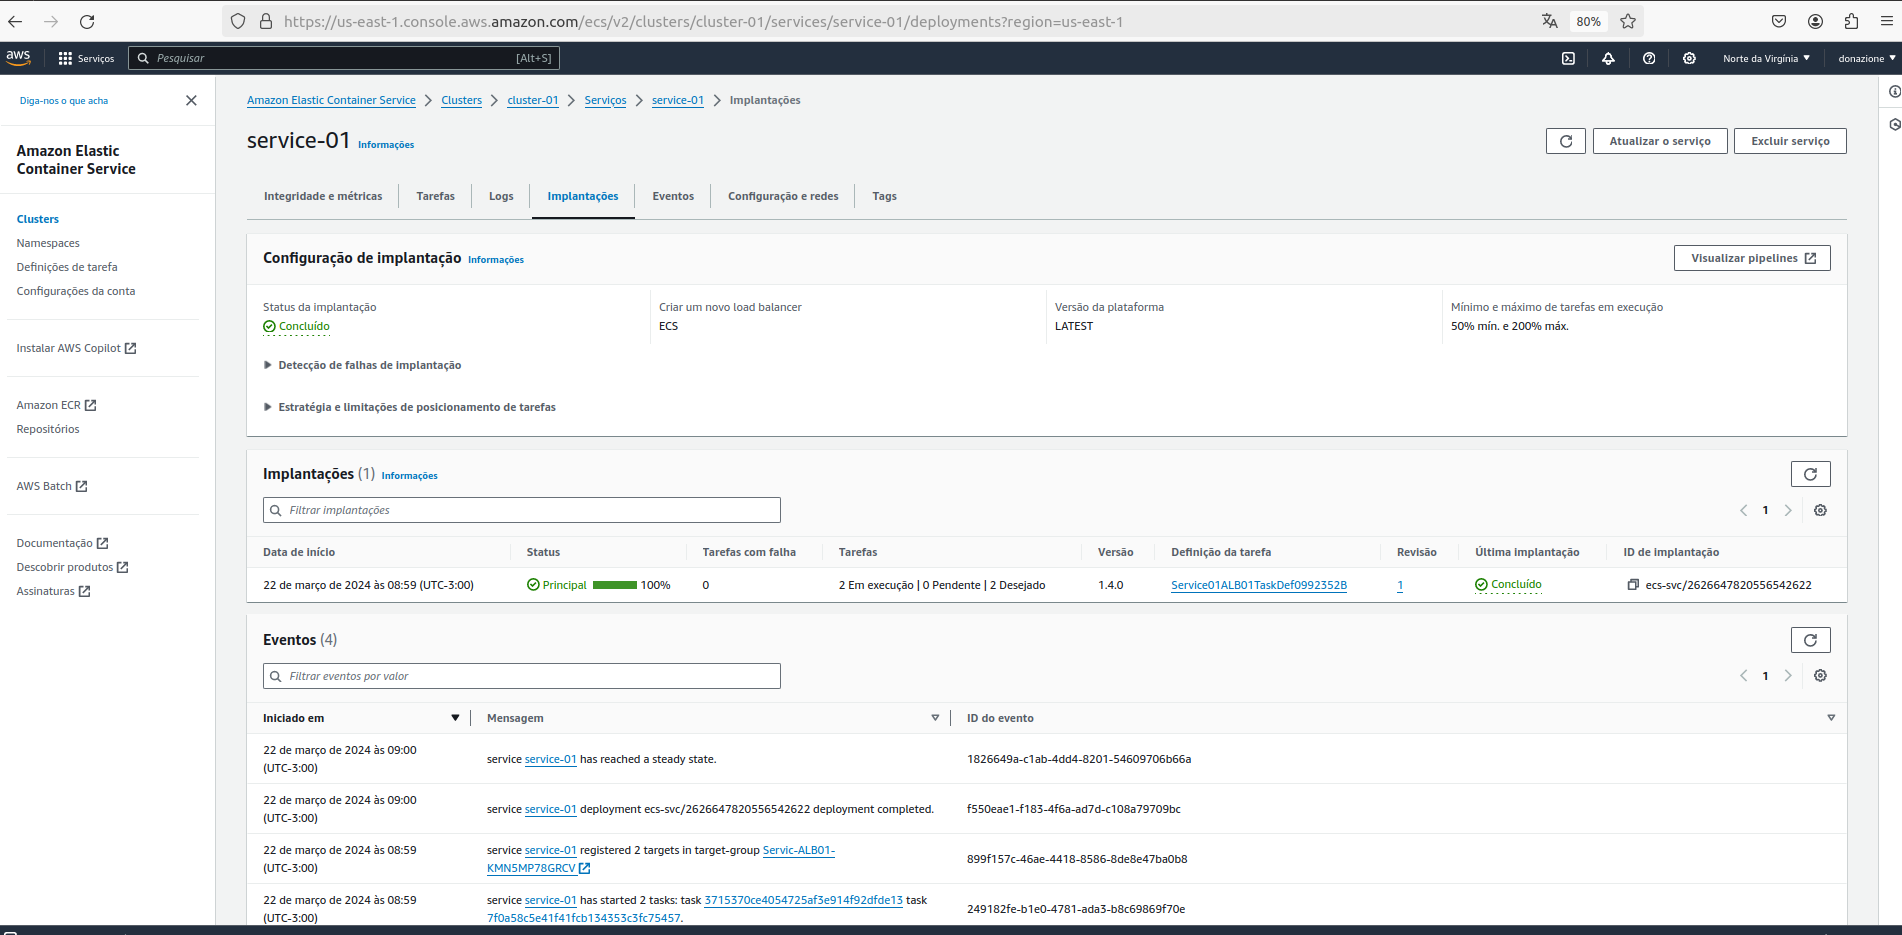 https://us-east-1.console.aws.amazon.com/ecs/v2/clusters/cluster-01/services/service-01/deployments?region=us-east-1
80%
aws
Serviços
Pesquisar
[Alt+S]
Norte da Virgínia
donazione
Diga-nos o que acha
Amazon Elastic
Container Service
Clusters
Namespaces
Definições de tarefa
Configurações da conta
Instalar AWS Copilot
Amazon ECR
Repositórios
AWS Batch
Documentação
Descobrir produtos
Assinaturas
Amazon Elastic Container Service
Clusters
cluster-01
Serviços
service-01
Implantações
service-01 Informações
Atualizar o serviço
Excluir serviço
Integridade e métricas
Tarefas
Logs
Implantações
Eventos
Configuração e redes
Tags
Configuração de implantação Informações
Visualizar pipelines
Status da implantação
Concluído
Criar um novo load balancer
ECS
Versão da plataforma
LATEST
Mínimo e máximo de tarefas em execução
50% mín. e 200% máx.
Detecção de falhas de implantação
Estratégia e limitações de posicionamento de tarefas
Implantações (1) Informações
Filtrar implantações
1
Data de início Status Tarefas com falha Tarefas Versão Definição da tarefa Revisão Última implantação ID de implantação
22 de março de 2024 às 08:59 (UTC-3:00) Principal 100% 0 2 Em execução | 0 Pendente | 2 Desejado 1.4.0 Service01ALB01TaskDef0992352B 1 Concluído ecs-svc/2626647820556542622
Eventos (4)
Filtrar eventos por valor
1
Iniciado em Mensagem ID do evento
22 de março de 2024 às 09:00
(UTC-3:00)
service service-01 has reached a steady state.
1826649a-c1ab-4dd4-8201-54609706b66a
22 de março de 2024 às 09:00
(UTC-3:00)
service service-01 deployment ecs-svc/2626647820556542622 deployment completed.
f550eae1-f183-4f6a-ad7d-c108a79709bc
22 de março de 2024 às 08:59
(UTC-3:00)
service service-01 registered 2 targets in target-group Servic-ALB01-
KMN5MP78GRCV
899f157c-46ae-4418-8586-8de8e47ba0b8
22 de março de 2024 às 08:59
(UTC-3:00)
service service-01 has started 2 tasks: task 3715370ce4054725af3e914f92dfde13 task
7f0a58c5e41f41fcb134353c3fc75457.
249182fe-b1e0-4781-ada3-b8c69869f70e